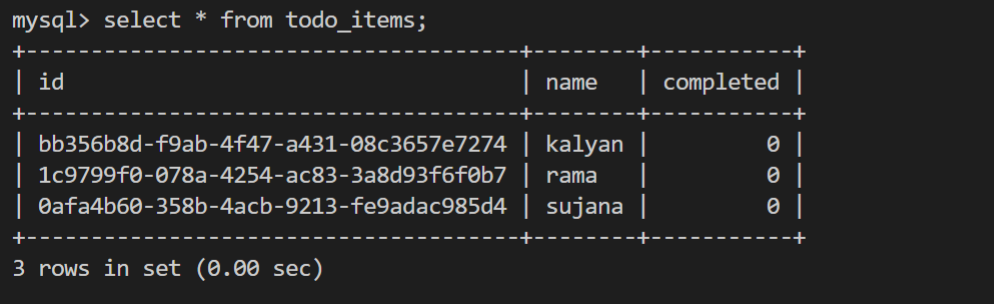 mysql> select * from todo_items;
+--------------------------------------+--------+-----------+
| id                                   | name   | completed |
+--------------------------------------+--------+-----------+
| bb356b8d-f9ab-4f47-a431-08c3657e7274 | kalyan |         0 |
| 1c9799f0-078a-4254-ac83-3a8d93f6f0b7 | rama   |         0 |
| 0afa4b60-358b-4acb-9213-fe9adac985d4 | sujana |         0 |
+--------------------------------------+--------+-----------+
3 rows in set (0.00 sec)